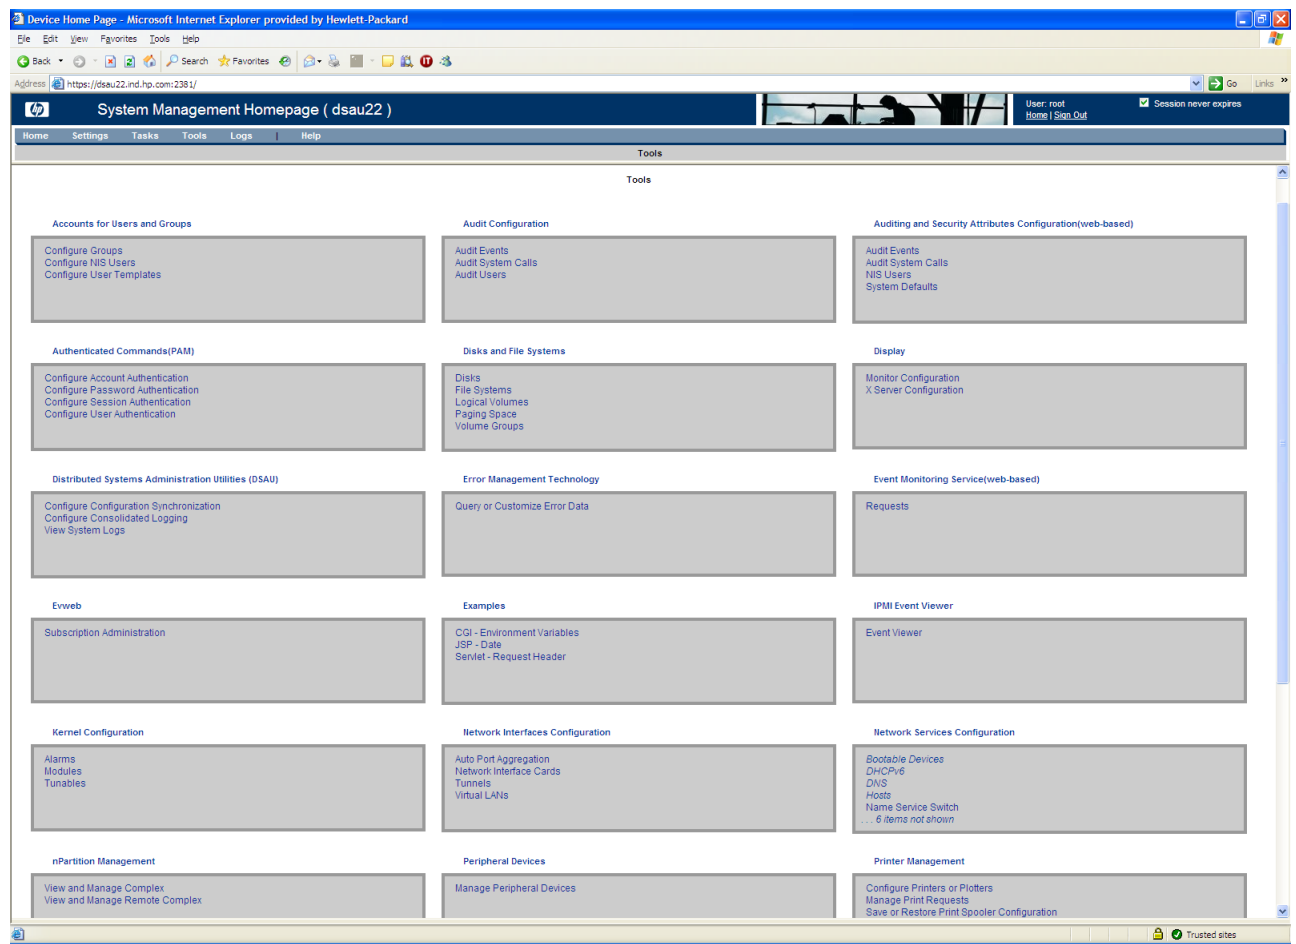 Device Home Page - Microsoft Internet Explorer provided by Hewlett-Packard
File Edit View Favorites Tools Help
Back Search Favorites
Address https://dsau22.ind.hp.com:2381/ Go Links »
hp System Management Homepage ( dsau22 ) User: root Session never expires
Home | Sign Out
Home Settings Tasks Tools Logs | Help
Tools
Tools
Accounts for Users and Groups
Configure Groups
Configure NIS Users
Configure User Templates
Audit Configuration
Audit Events
Audit System Calls
Audit Users
Auditing and Security Attributes Configuration(web-based)
Audit Events
Audit System Calls
NIS Users
System Defaults
Authenticated Commands(PAM)
Configure Account Authentication
Configure Password Authentication
Configure Session Authentication
Configure User Authentication
Disks and File Systems
Disks
File Systems
Logical Volumes
Paging Space
Volume Groups
Display
Monitor Configuration
X Server Configuration
Distributed Systems Administration Utilities (DSAU)
Configure Configuration Synchronization
Configure Consolidated Logging
View System Logs
Error Management Technology
Query or Customize Error Data
Event Monitoring Service(web-based)
Requests
Evweb
Subscription Administration
Examples
CGI - Environment Variables
JSP - Date
Servlet - Request Header
IPMI Event Viewer
Event Viewer
Kernel Configuration
Alarms
Modules
Tunables
Network Interfaces Configuration
Auto Port Aggregation
Network Interface Cards
Tunnels
Virtual LANs
Network Services Configuration
Bootable Devices
DHCPv6
DNS
Hosts
Name Service Switch
. . . 6 items not shown
nPartition Management
View and Manage Complex
View and Manage Remote Complex
Peripheral Devices
Manage Peripheral Devices
Printer Management
Configure Printers or Plotters
Manage Print Requests
Save or Restore Print Spooler Configuration
Trusted sites